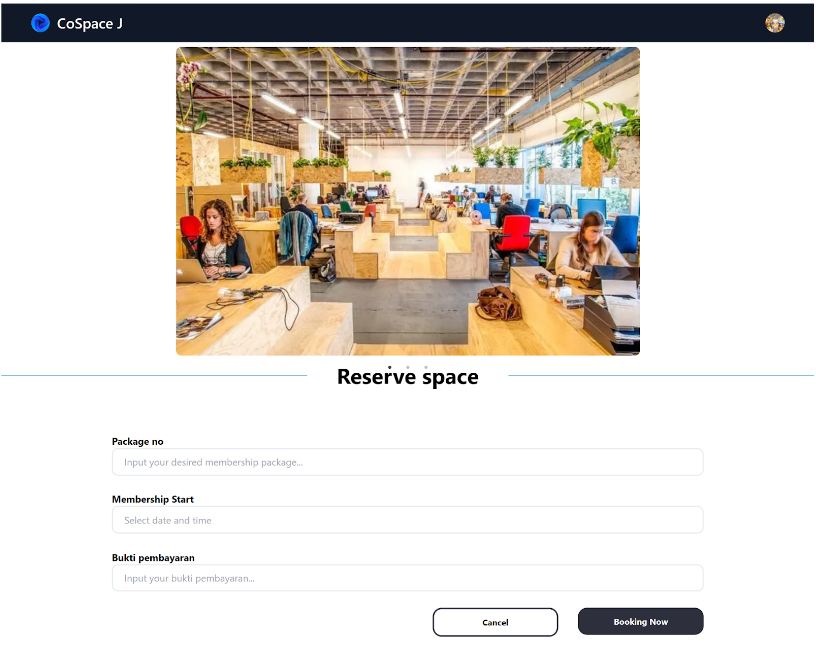 CoSpace J
Reserve space
Package no
Input your desired membership package...
Membership Start
Select date and time
Bukti pembayaran
Input your bukti pembayaran...
Cancel
Booking Now